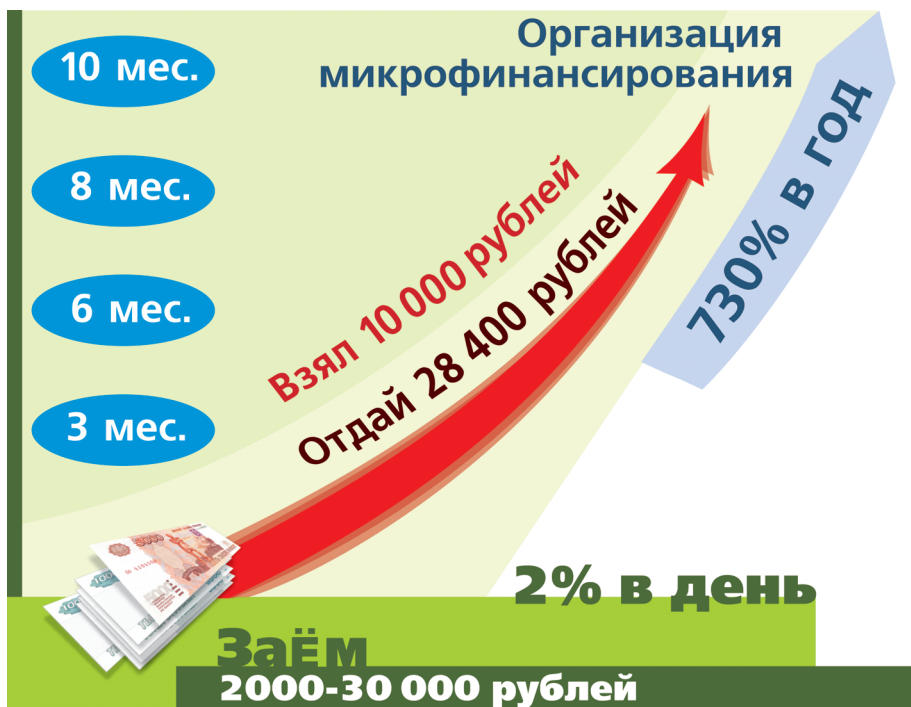 Организация
микрофинансирования
10 мес.
8 мес.
6 мес.
3 мес.
Взял 10 000 рублей
Отдай 28 400 рублей
730% в год
2% в день
ЗаЁм
2000-30 000 рублей